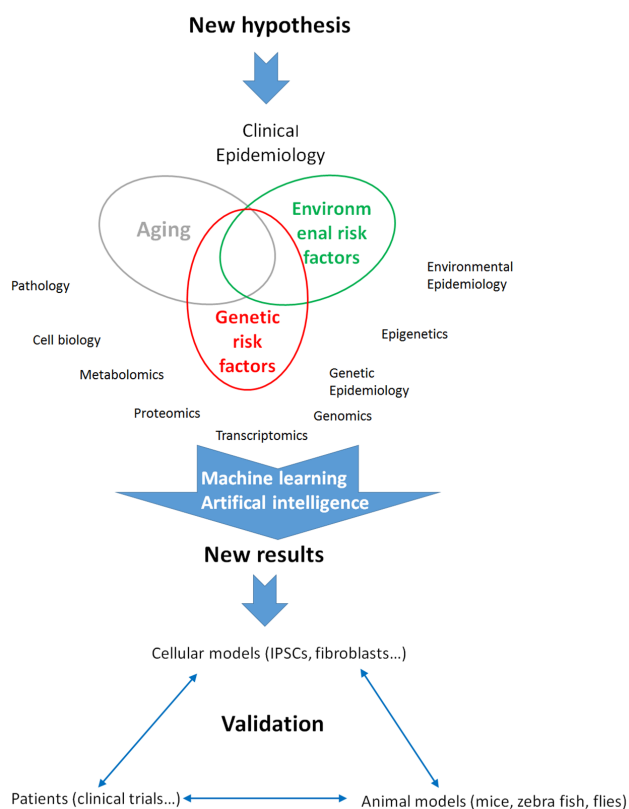 New hypothesis
Clinical
Epidemiology
Aging
Environm
enal risk
factors
Environmental
Epidemiology
Pathology
Genetic
risk
factors
Epigenetics
Cell biology
Metabolomics
Genetic
Epidemiology
Proteomics
Genomics
Transcriptomics
Machine learning
Artifical intelligence
New results
Cellular models (IPSCs, fibroblasts...)
Validation
Patients (clinical trials...)
Animal models (mice, zebra fish, flies)